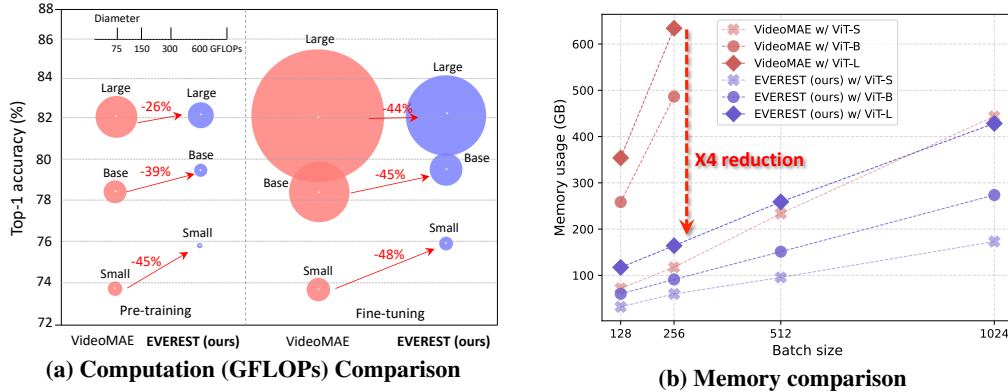 88
86
84
82
80
78
76
74
72
Top-1 accuracy (%)
Diameter
75 150 300 600 GFLOPs
Large
Large
-26%
Base
-39%
Small
-45%
Small
Pre-training
Large
Large
-44%
Base
Base
-45%
Small
-48%
Small
Fine-tuning
VideoMAE
EVEREST (ours)
VideoMAE
EVEREST (ours)
(a) Computation (GFLOPs) Comparison
600
500
400
300
200
100
Memory usage (GB)
VideoMAE w/ ViT-S
VideoMAE w/ ViT-B
VideoMAE w/ ViT-L
EVEREST (ours) w/ ViT-S
EVEREST (ours) w/ ViT-B
EVEREST (ours) w/ ViT-L
X4 reduction
128 256 512 1024
Batch size
(b) Memory comparison